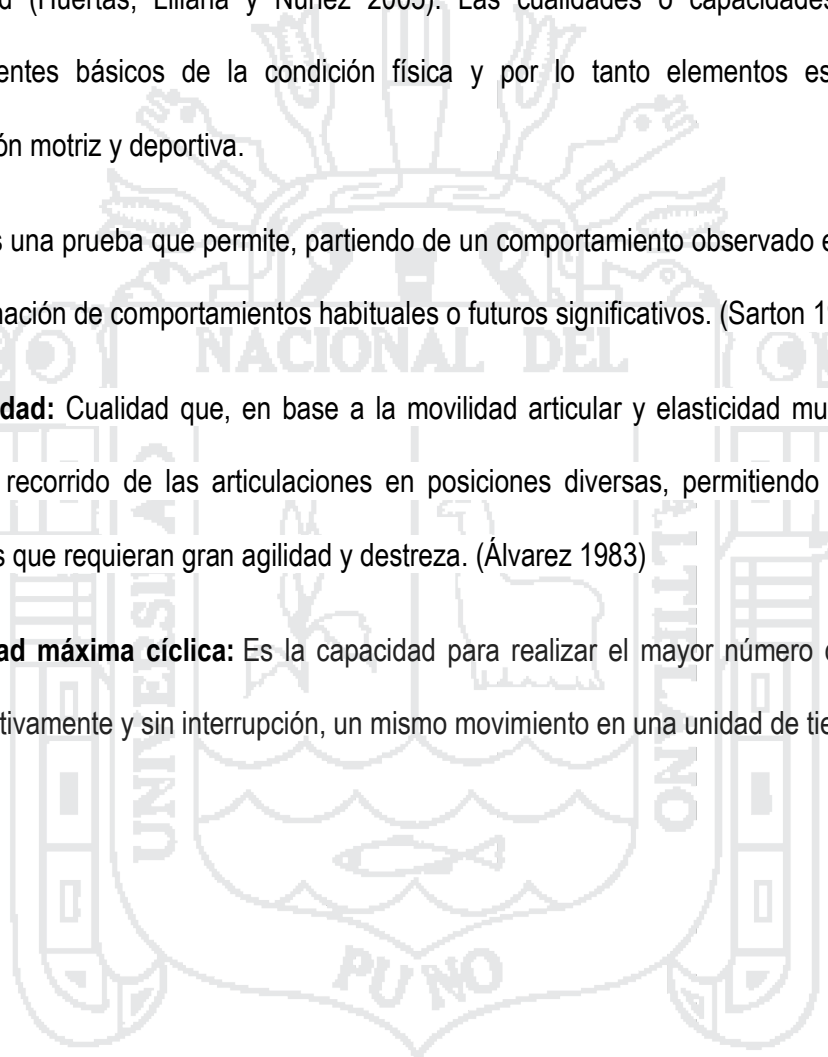 (Huertas, Liliana y Núñez 2005). Las cualidades o capacidades
entes básicos de la condición física y por lo tanto elementos es
ón motriz y deportiva.
s una prueba que permite, partiendo de un comportamiento observado e
nación de comportamientos habituales o futuros significativos. (Sarton 19
dad: Cualidad que, en base a la movilidad articular y elasticidad mu
recorrido de las articulaciones en posiciones diversas, permitiendo
s que requieran gran agilidad y destreza. (Álvarez 1983)
ad máxima cíclica: Es la capacidad para realizar el mayor número
tivamente y sin interrupción, un mismo movimiento en una unidad de tie
NACIONAL DEL
UNIVERSI
ALTIPLANO
PUNO